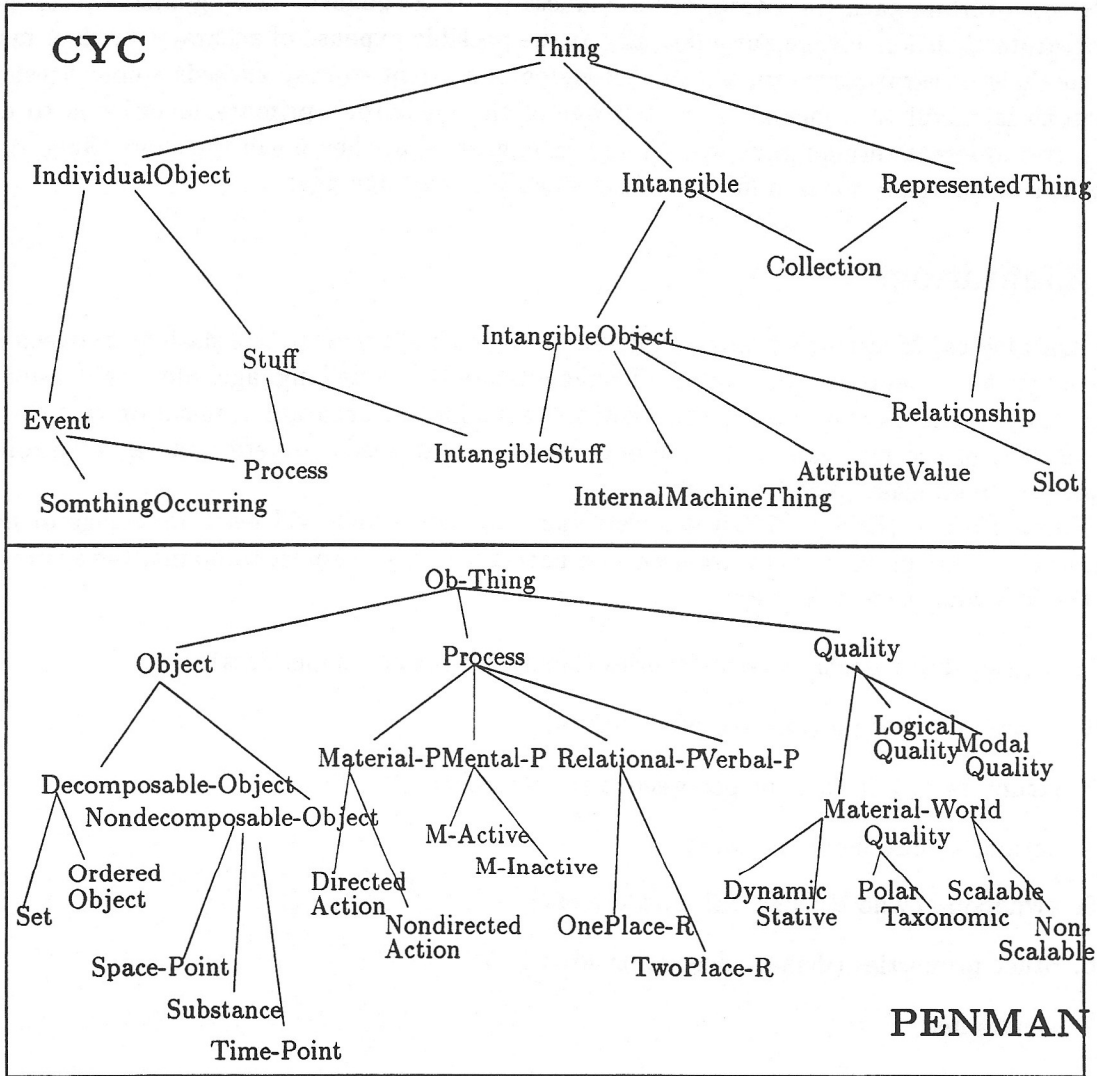 CYC
Thing
IndividualObject
Intangible
RepresentedThing
Collection
IntangibleObject
Stuff
Event
Relationship
Process
IntangibleStuff
AttributeValue
Slot
SomthingOccurring
InternalMachineThing
Ob-Thing
Object
Process
Quality
Logical
Quality
Modal
Quality
Material-P
Mental-P
Relational-P
Verbal-P
Decomposable-Object
Nondecomposable-Object
Material-World
Quality
M-Active
M-Inactive
Ordered
Object
Set
Directed
Action
Nondirected
Action
OnePlace-R
TwoPlace-R
Dynamic
Stative
Polar
Taxonomic
Scalable
Non-
Scalable
Space-Point
Substance
Time-Point
PENMAN